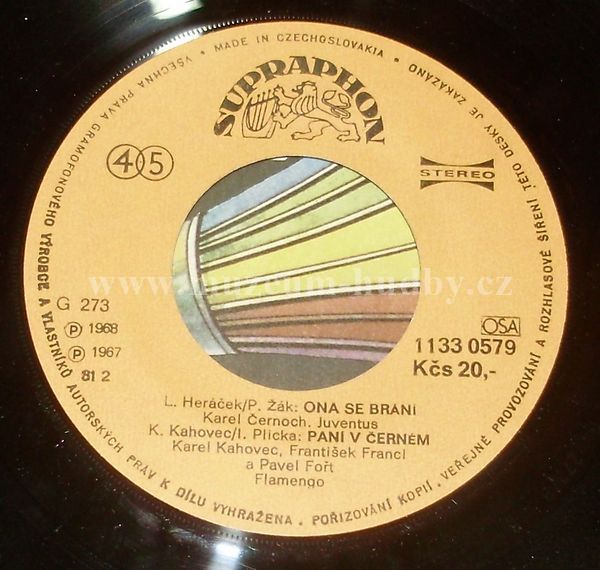 VŠECHNA PRÁVA GRAMOFONOVÉHO VÝROBCE A VLASTNÍKŮ AUTORSKÝCH PRÁV K DÍLU VYHRAŽENA · POŘIZOVÁNÍ KOPIÍ · VEŘEJNÉ PROVOZOVÁNÍ A ROZHLASOVÉ ŠÍŘENÍ TÉTO DESKY JE ZAKÁZÁNO
• MADE IN CZECHOSLOVAKIA •
SUPRAPHON
45
STEREO
www.muzeum-hudby.cz
G 273
Ⓟ 1968
Ⓟ 1967
81 2
OSA
1133 0579
Kčs 20,-
L. Heráček/P. Žák: ONA SE BRÁNÍ
Karel Černoch. Juventus
K. Kahovec/I. Plicka: PANÍ V ČERNÉM
Karel Kahovec, František Francl
a Pavel Fořt
Flamengo